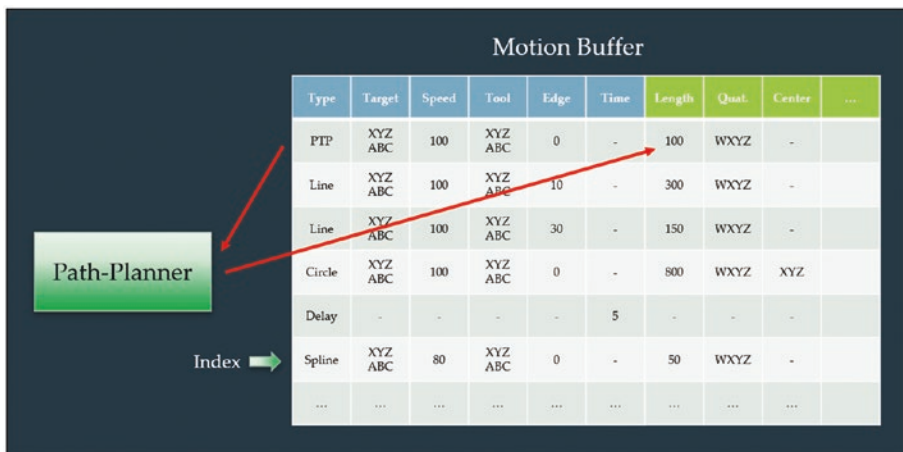 Motion Buffer
Type Target Speed Tool Edge Time Length Quat. Center ...
PTP XYZ ABC 100 XYZ ABC 0 - 100 WXYZ -
Line XYZ ABC 100 XYZ ABC 10 - 300 WXYZ -
Line XYZ ABC 100 XYZ ABC 30 - 150 WXYZ -
Path-Planner
Circle XYZ ABC 100 XYZ ABC 0 - 800 WXYZ XYZ
Delay - - - - 5 - - -
Index
Spline XYZ ABC 80 XYZ ABC 0 - 50 WXYZ -
... ... ... ... ... ... ... ... ...